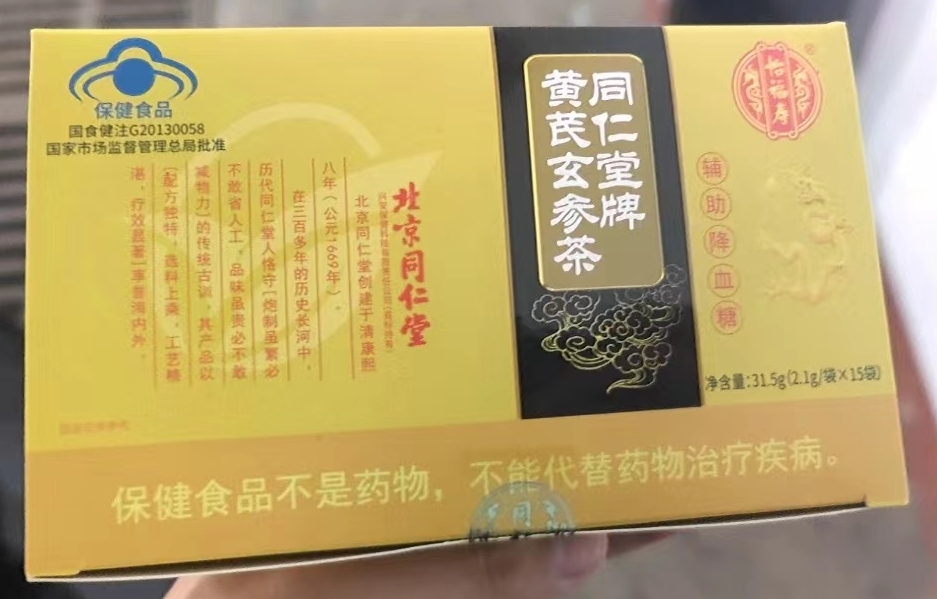 保健食品
国食健注G20130058
国家市场监督管理总局批准
北京同仁堂
北京同仁堂创建于清康熙
八年（公元1669年）。
在三百多年的历史长河中，
历代同仁堂人恪守「炮制虽繁必
不敢省人工，品味虽贵必不敢
减物力」的传统古训，其产品以
「配方独特，选料上乘，工艺精
湛，疗效显著」享誉海内外。
同仁堂牌
黄芪玄参茶
怡福寿
®
辅助降血糖
净含量：31.5g(2.1g/袋×15袋)
保健食品不是药物，不能代替药物治疗疾病。
同